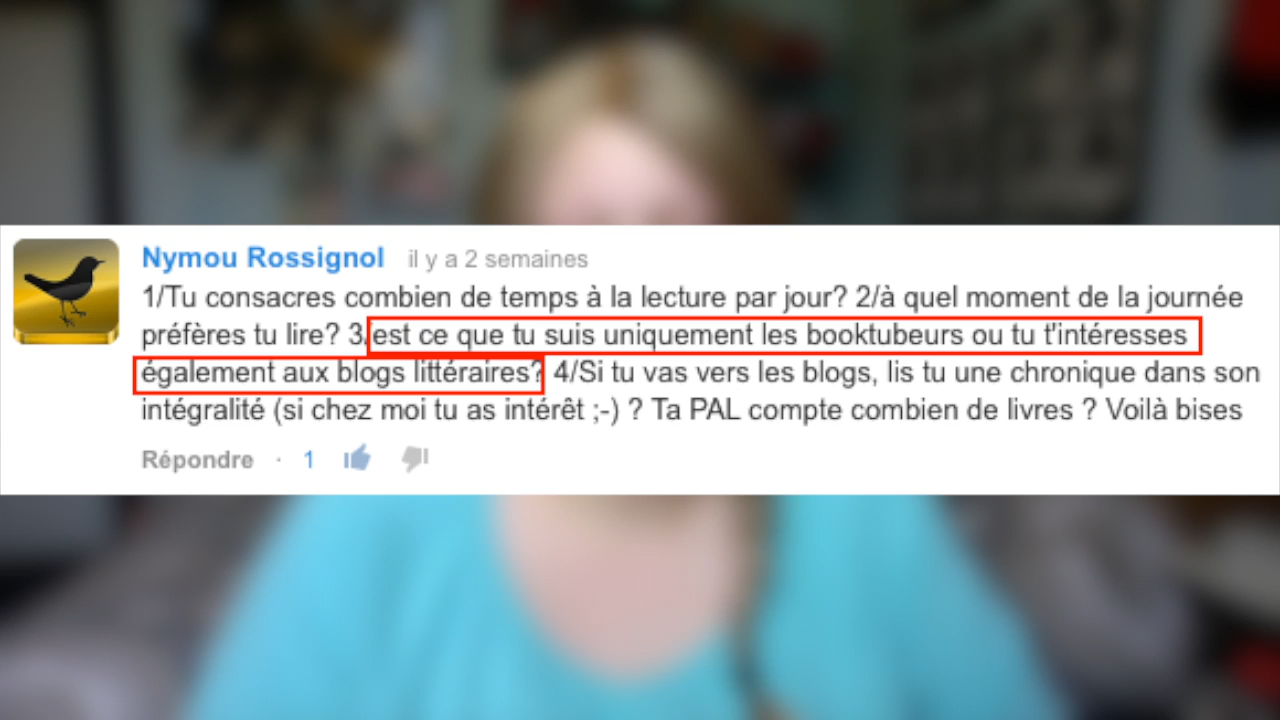 Nymou Rossignol il y a 2 semaines
1/Tu consacres combien de temps à la lecture par jour? 2/à quel moment de la journée
préfères tu lire? 3/est ce que tu suis uniquement les booktubeurs ou tu t'intéresses
également aux blogs littéraires? 4/Si tu vas vers les blogs, lis tu une chronique dans son
intégralité (si chez moi tu as intérêt ;-) ? Ta PAL compte combien de livres ? Voilà bises
Répondre · 1